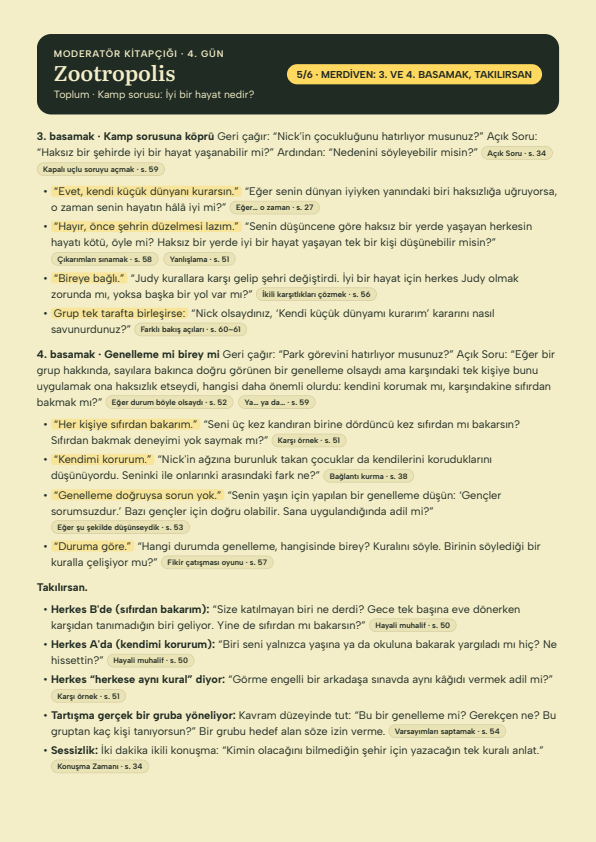 MODERATÖR KİTAPÇIĞI · 4. GÜN
Zootropolis
Toplum · Kamp sorusu: İyi bir hayat nedir?
5/6 · MERDİVEN: 3. VE 4. BASAMAK, TAKILIRSAN
3. basamak · Kamp sorusuna köprü Geri çağır: “Nick'in çocukluğunu hatırlıyor musunuz?” Açık Soru:
“Haksız bir şehirde iyi bir hayat yaşanabilir mi?” Ardından: “Nedenini söyleyebilir misin?” Açık Soru · s. 34
Kapalı uçlu soruyu açmak · s. 59
• “Evet, kendi küçük dünyanı kurarsın.” “Eğer senin dünyan iyiyken yanındaki biri haksızlığa uğruyorsa,
o zaman senin hayatın hâlâ iyi mi?” Eğer... o zaman · s. 27
• “Hayır, önce şehrin düzelmesi lazım.” “Senin düşüncene göre haksız bir yerde yaşayan herkesin
hayatı kötü, öyle mi? Haksız bir yerde iyi bir hayat yaşayan tek bir kişi düşünebilir misin?”
Çıkarımları sınamak · s. 58 Yanlışlama · s. 51
• “Bireye bağlı.” “Judy kurallara karşı gelip şehri değiştirdi. İyi bir hayat için herkes Judy olmak
zorunda mı, yoksa başka bir yol var mı?” İkili karşıtlıkları çözmek · s. 56
• Grup tek tarafta birleşirse: “Nick olsaydınız, ‘Kendi küçük dünyamı kurarım’ kararını nasıl
savunurdunuz?” Farklı bakış açıları · s. 60–61
4. basamak · Genelleme mi birey mi Geri çağır: “Park görevini hatırlıyor musunuz?” Açık Soru: “Eğer bir
grup hakkında, sayılara bakınca doğru görünen bir genelleme olsaydı ama karşındaki tek kişiye bunu
uygulamak ona haksızlık etseydi, hangisi daha önemli olurdu: kendini korumak mı, karşındakine sıfırdan
bakmak mı?” Eğer durum böyle olsaydı · s. 52 Ya... ya da... · s. 59
• “Her kişiye sıfırdan bakarım.” “Seni üç kez kandıran birine dördüncü kez sıfırdan mı bakarsın?
Sıfırdan bakmak deneyimi yok saymak mı?” Karşı örnek · s. 51
• “Kendimi korurum.” “Nick'in ağzına burunluk takan çocuklar da kendilerini koruduklarını
düşünüyordu. Seninki ile onlarınki arasındaki fark ne?” Bağlantı kurma · s. 38
• “Genelleme doğruysa sorun yok.” “Senin yaşın için yapılan bir genelleme düşün: ‘Gençler
sorumsuzdur.’ Bazı gençler için doğru olabilir. Sana uygulandığında adil mi?”
Eğer şu şekilde düşünseydik · s. 53
• “Duruma göre.” “Hangi durumda genelleme, hangisinde birey? Kuralını söyle. Birinin söylediği bir
kuralla çelişiyor mu?” Fikir çatışması oyunu · s. 57
Takılırsan.
• Herkes B'de (sıfırdan bakarım): “Size katılmayan biri ne derdi? Gece tek başına eve dönerken
karşıdan tanımadığın biri geliyor. Yine de sıfırdan mı bakarsın?” Hayali muhalif · s. 50
• Herkes A'da (kendimi korurum): “Biri seni yalnızca yaşına ya da okuluna bakarak yargıladı mı hiç? Ne
hissettin?” Hayali muhalif · s. 50
• Herkes “herkese aynı kural” diyor: “Görme engelli bir arkadaşa sınavda aynı kâğıdı vermek adil mi?”
Karşı örnek · s. 51
• Tartışma gerçek bir gruba yöneliyor: Kavram düzeyinde tut: “Bu bir genelleme mi? Gerekçen ne? Bu
gruptan kaç kişi tanıyorsun?” Bir grubu hedef alan söze izin verme. Varsayımları saptamak · s. 54
• Sessizlik: İki dakika ikili konuşma: “Kimin olacağını bilmediğin şehir için yazacağın tek kuralı anlat.”
Konuşma Zamanı · s. 34